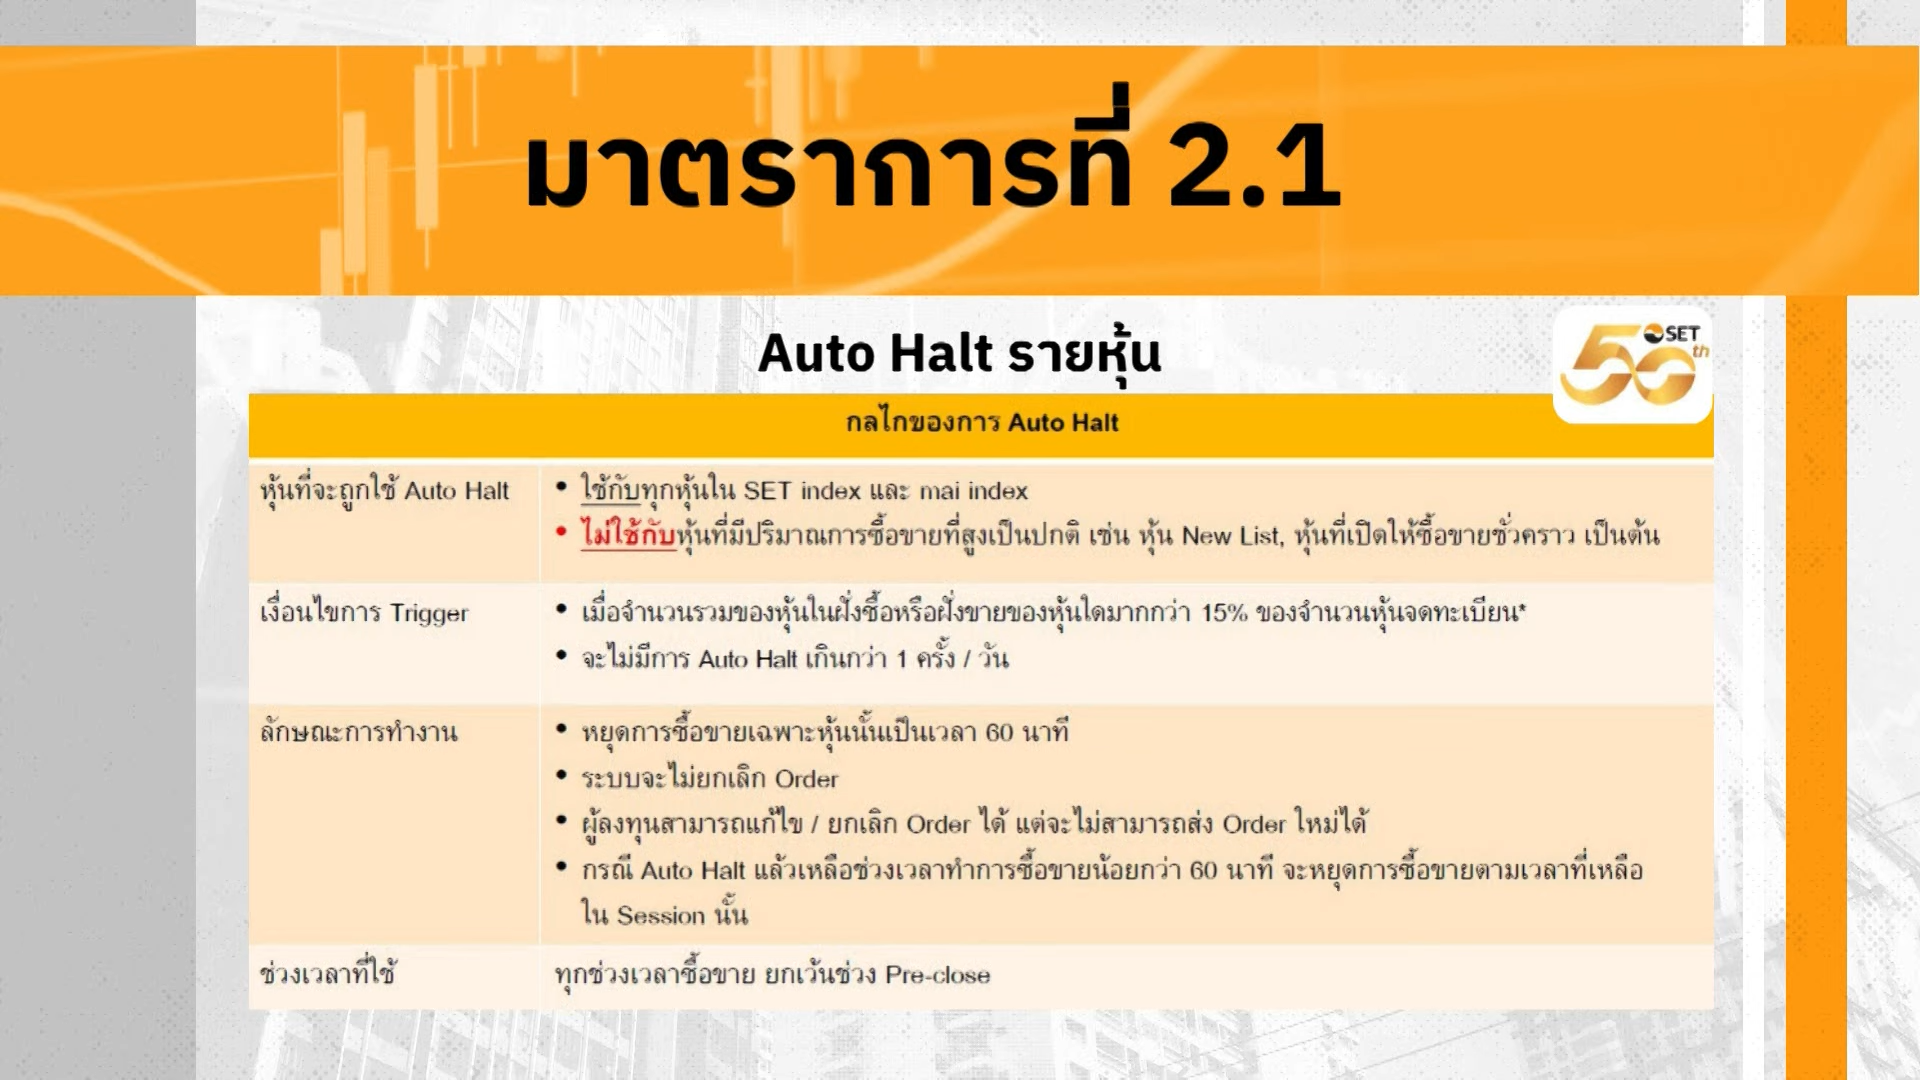 มาตราการที่ 2.1
Auto Halt รายหุ้น
50th SET
กลไกของการ Auto Halt
หุ้นที่จะถูกใช้ Auto Halt
• ใช้กับทุกหุ้นใน SET index และ mai index
• ไม่ใช้กับหุ้นที่มีปริมาณการซื้อขายที่สูงเป็นปกติ เช่น หุ้น New List, หุ้นที่เปิดให้ซื้อขายชั่วคราว เป็นต้น
เงื่อนไขการ Trigger
• เมื่อจำนวนรวมของหุ้นในฝั่งซื้อหรือฝั่งขายของหุ้นใดมากกว่า 15% ของจำนวนหุ้นจดทะเบียน*
• จะไม่มีการ Auto Halt เกินกว่า 1 ครั้ง / วัน
ลักษณะการทำงาน
• หยุดการซื้อขายเฉพาะหุ้นนั้นเป็นเวลา 60 นาที
• ระบบจะไม่ยกเลิก Order
• ผู้ลงทุนสามารถแก้ไข / ยกเลิก Order ได้ แต่จะไม่สามารถส่ง Order ใหม่ได้
• กรณี Auto Halt แล้วเหลือช่วงเวลาทำการซื้อขายน้อยกว่า 60 นาที จะหยุดการซื้อขายตามเวลาที่เหลือ
ใน Session นั้น
ช่วงเวลาที่ใช้
ทุกช่วงเวลาซื้อขาย ยกเว้นช่วง Pre-close